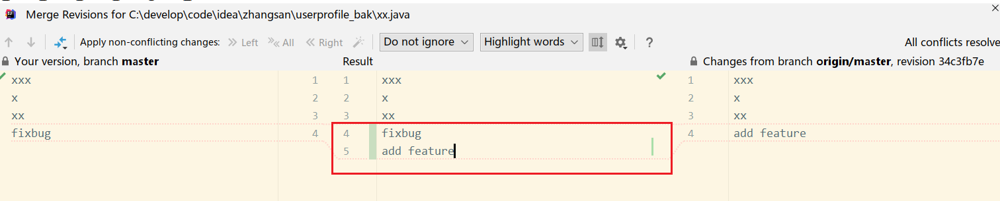 Merge Revisions for C:\develop\code\idea\zhangsan\userprofile_bak\xx.java
Apply non-conflicting changes: Left All Right Do not ignore Highlight words ? All conflicts resolve
Your version, branch master Result Changes from branch origin/master, revision 34c3fb7e
xxx 1 1 xxx 1 xxx
x 2 2 x 2 x
xx 3 3 xx 3 xx
fixbug 4 4 fixbug 4 add feature
5 add feature